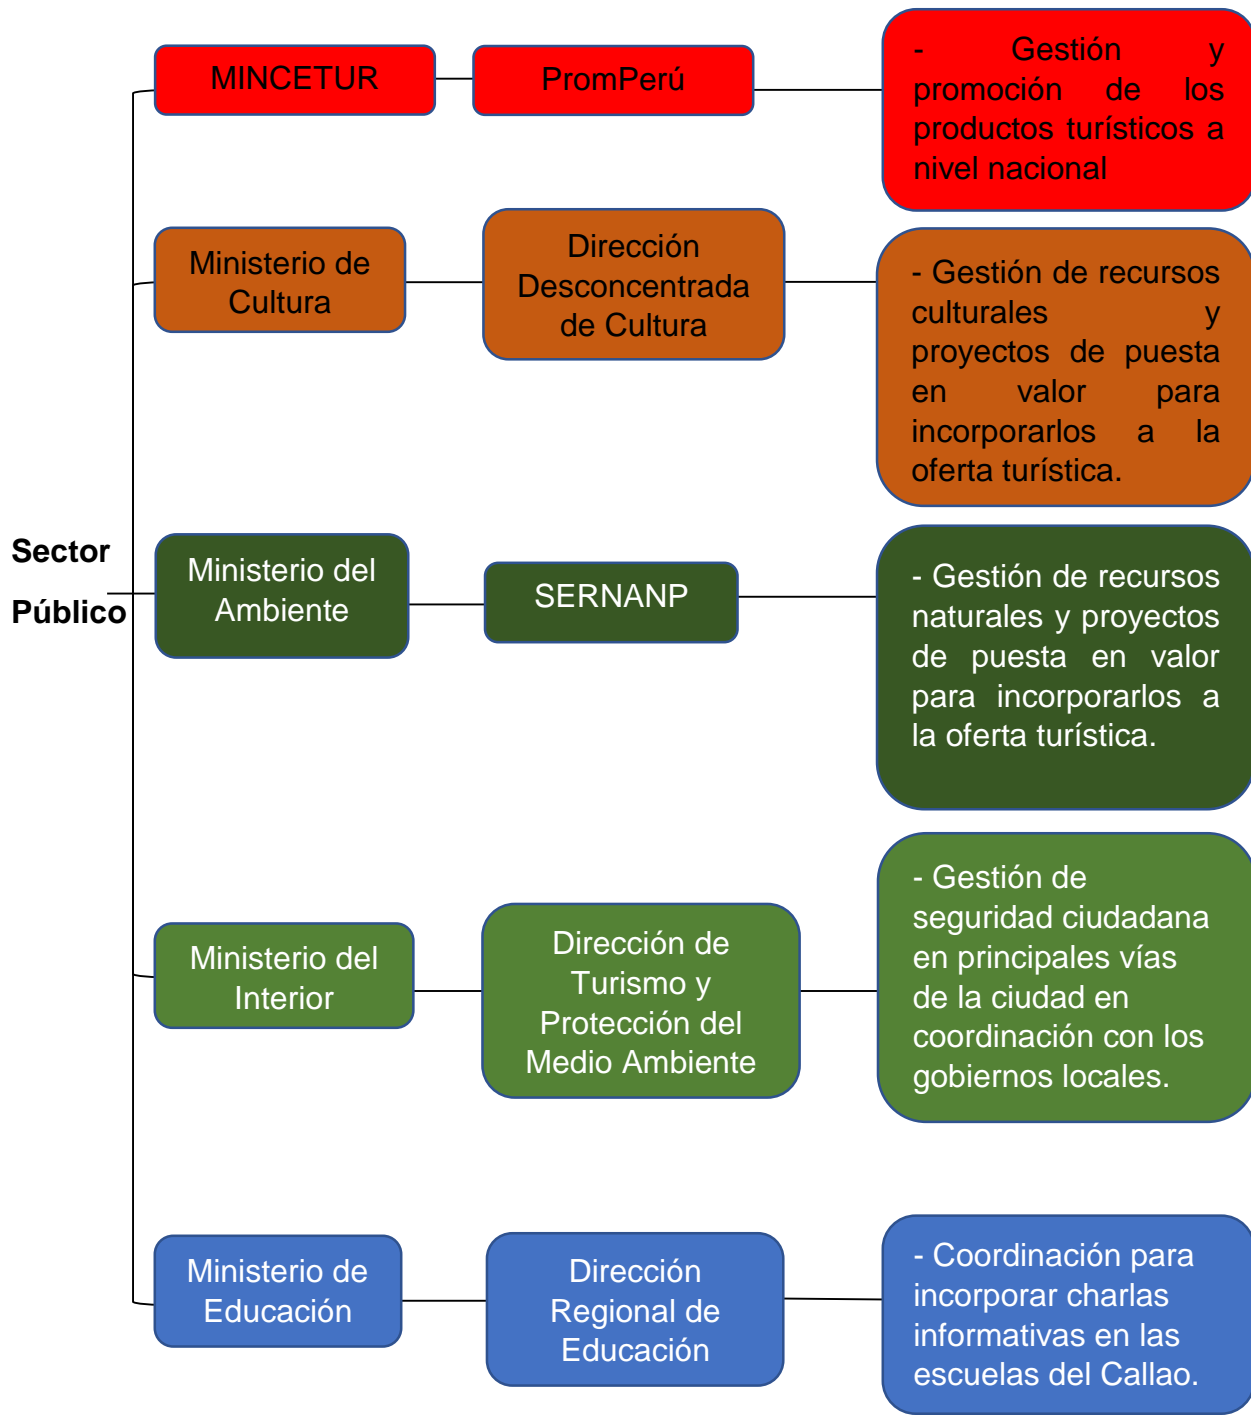 Sector
Público
MINCETUR
PromPerú
- Gestión y
promoción de los
productos turísticos a
nivel nacional
Ministerio de
Cultura
Dirección
Desconcentrada
de Cultura
- Gestión de recursos
culturales y
proyectos de puesta
en valor para
incorporarlos a la
oferta turística.
Ministerio del
Ambiente
SERNANP
- Gestión de recursos
naturales y proyectos
de puesta en valor
para incorporarlos a
la oferta turística.
Ministerio del
Interior
Dirección de
Turismo y
Protección del
Medio Ambiente
- Gestión de
seguridad ciudadana
en principales vías
de la ciudad en
coordinación con los
gobiernos locales.
Ministerio de
Educación
Dirección
Regional de
Educación
- Coordinación para
incorporar charlas
informativas en las
escuelas del Callao.